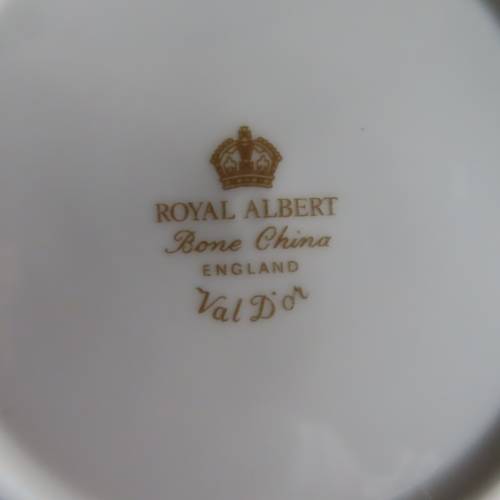 ROYAL ALBERT
Bone China
ENGLAND
Val D'or